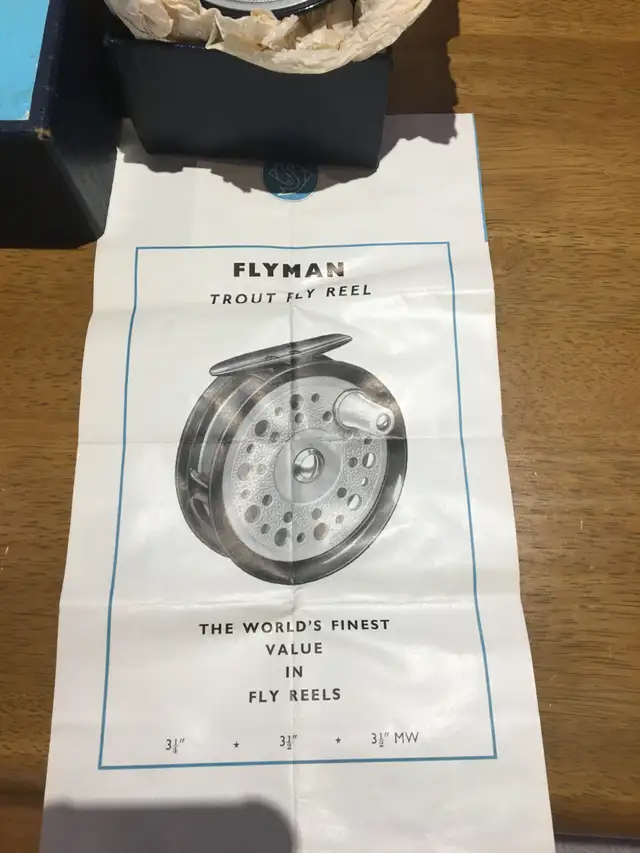 FLYMAN
TROUT FLY REEL
THE WORLD'S FINEST
VALUE
IN
FLY REELS
3¼" * 3½" * 3½" MW